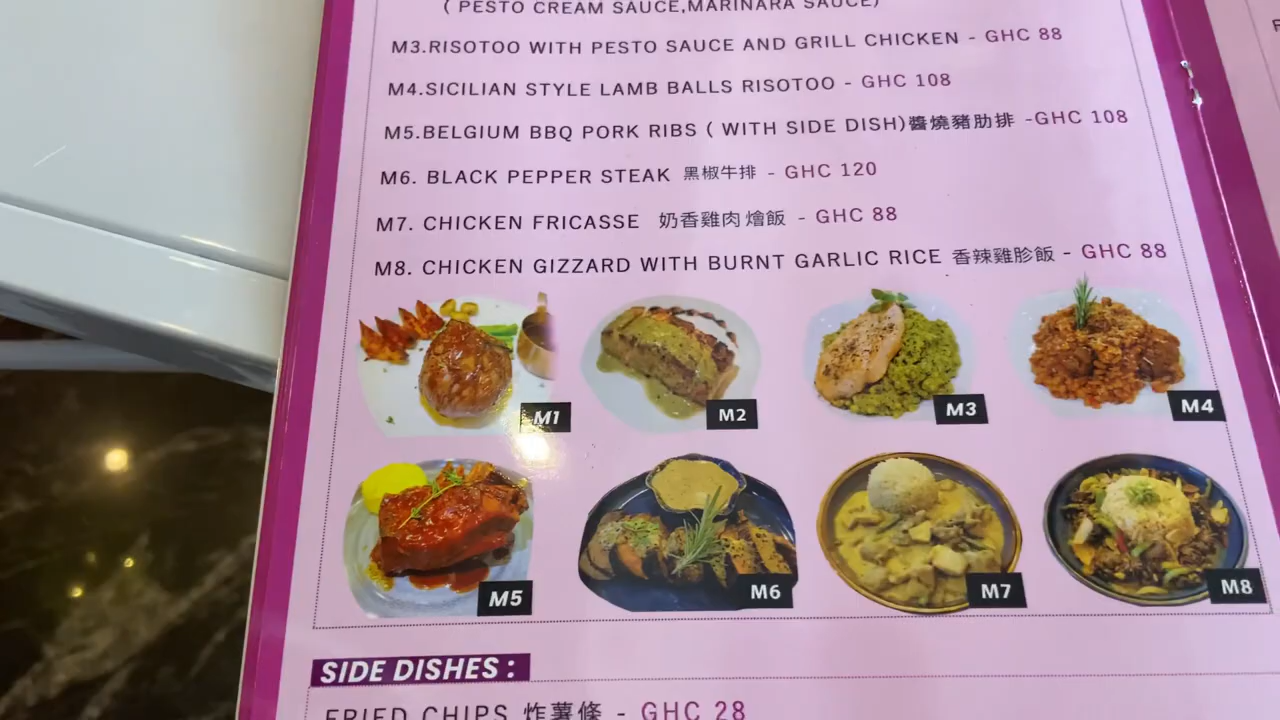 ( PESTO CREAM SAUCE,MARINARA SAUCE)
M3.RISOTOO WITH PESTO SAUCE AND GRILL CHICKEN - GHC 88
M4.SICILIAN STYLE LAMB BALLS RISOTOO - GHC 108
M5.BELGIUM BBQ PORK RIBS ( WITH SIDE DISH)醬燒豬肋排 -GHC 108
M6. BLACK PEPPER STEAK 黑椒牛排 - GHC 120
M7. CHICKEN FRICASSE 奶香雞肉燴飯 - GHC 88
M8. CHICKEN GIZZARD WITH BURNT GARLIC RICE 香辣雞胗飯 - GHC 88
M1 M2 M3 M4
M5 M6 M7 M8
SIDE DISHES :
FRIED CHIPS 炸薯條 - GHC 28